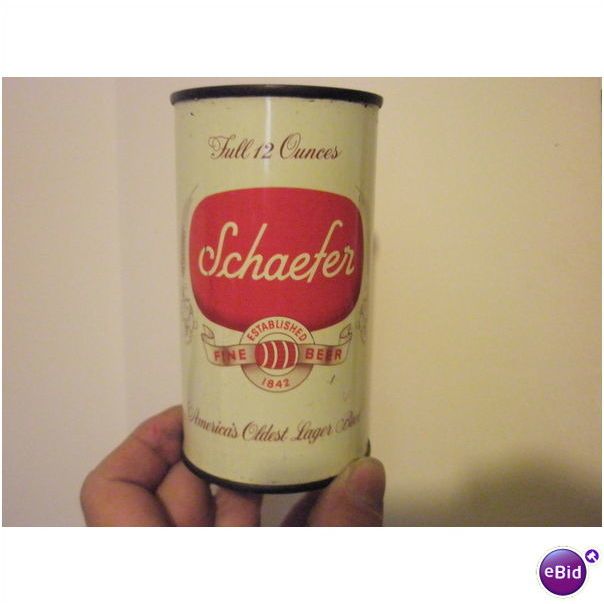 Full 12 Ounces
Schaefer
ESTABLISHED
FINE BEER
1842
America's Oldest Lager Beer
eBid